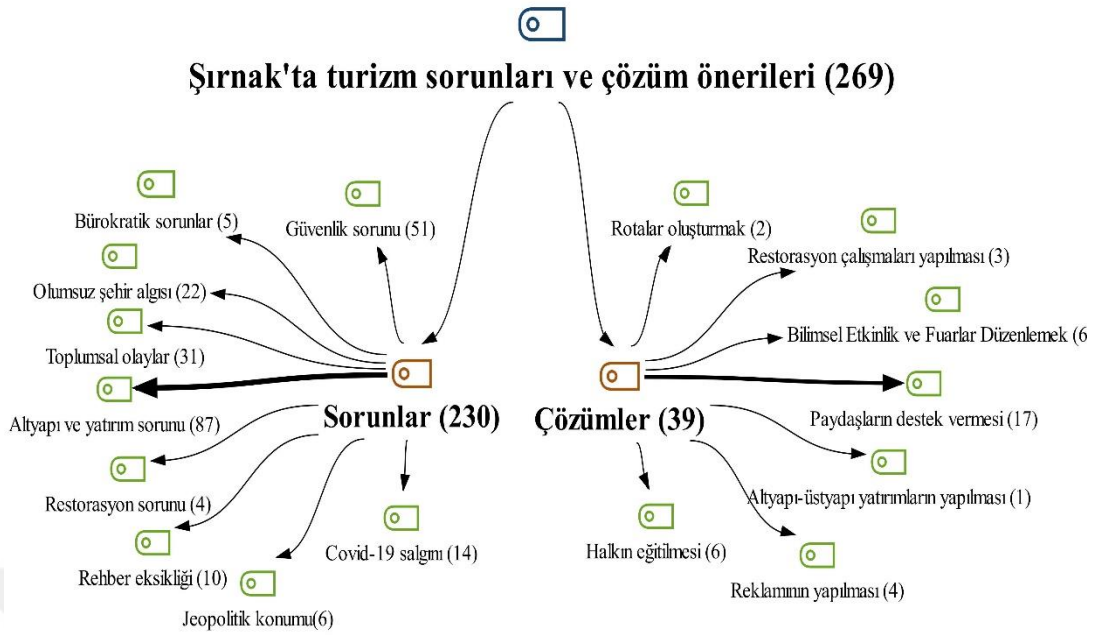 Şırnak'ta turizm sorunları ve çözüm önerileri (269)
Bürokratik sorunlar (5)
Güvenlik sorunu (51)
Olumsuz şehir algısı (22)
Toplumsal olaylar (31)
Altyapı ve yatırım sorunu (87)
Sorunlar (230)
Restorasyon sorunu (4)
Rehber eksikliği (10)
Covid-19 salgını (14)
Jeopolitik konumu(6)
Rotalar oluşturmak (2)
Restorasyon çalışmaları yapılması (3)
Bilimsel Etkinlik ve Fuarlar Düzenlemek (6
Paydaşların destek vermesi (17)
Çözümler (39)
Altyapı-üstyapı yatırımların yapılması (1)
Halkın eğitilmesi (6)
Reklamının yapılması (4)